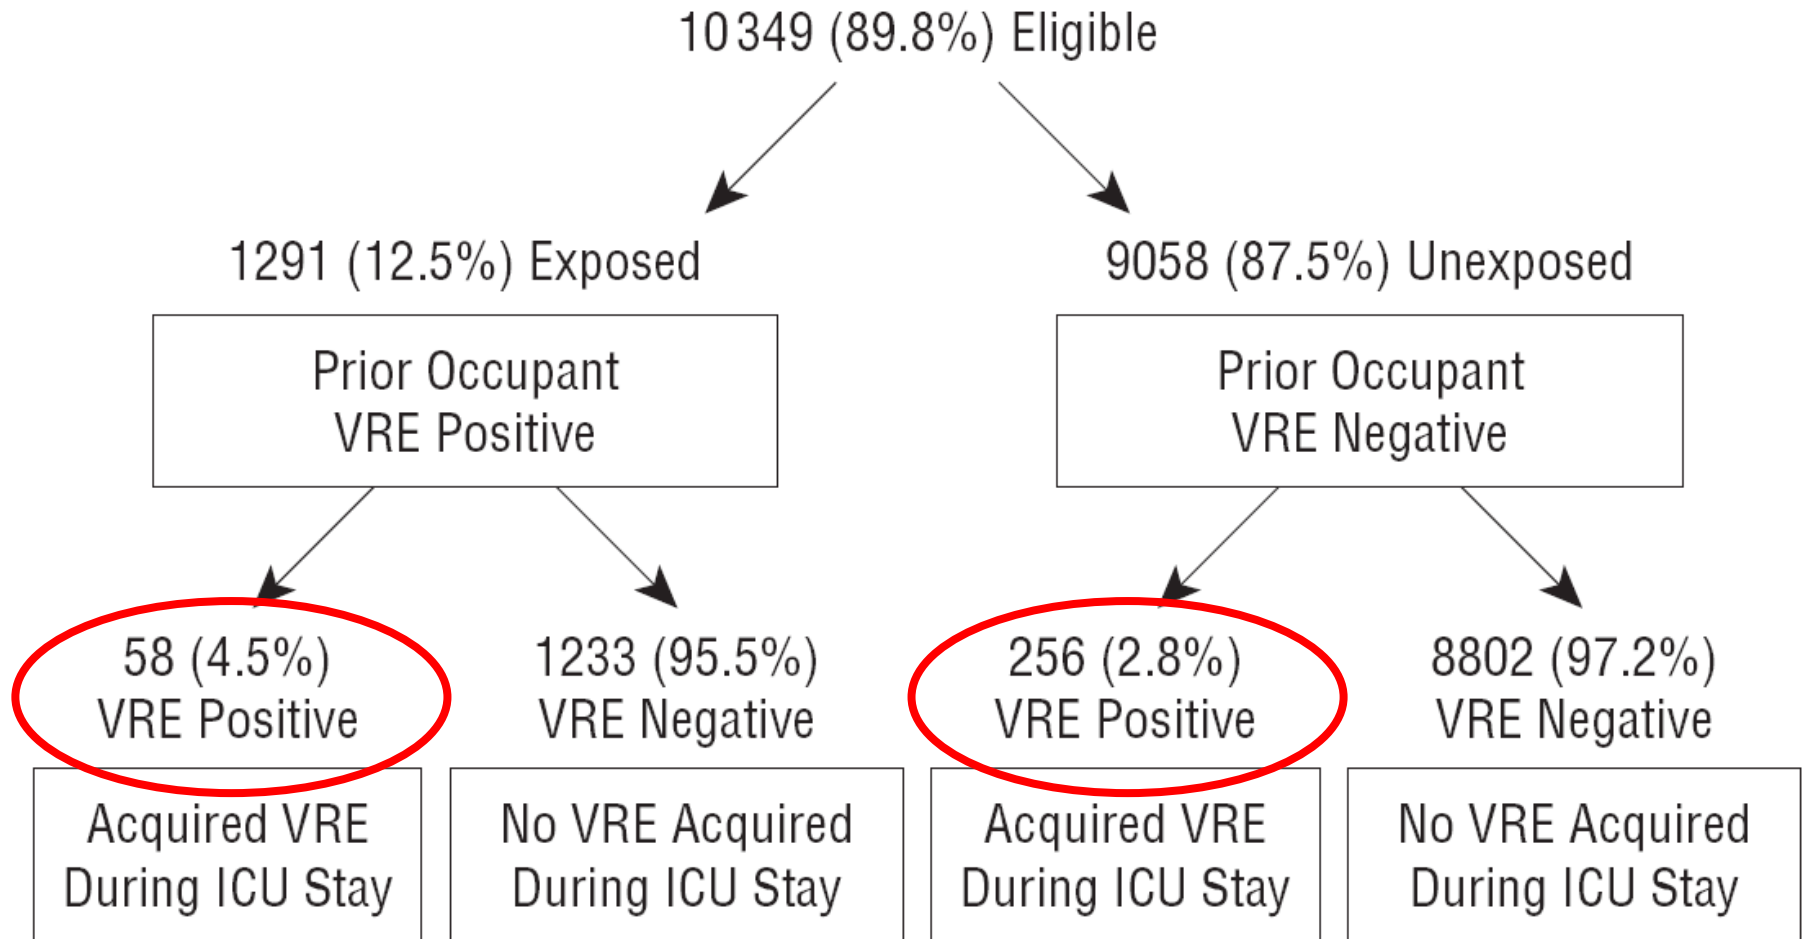 10 349 (89.8%) Eligible
1291 (12.5%) Exposed
9058 (87.5%) Unexposed
Prior Occupant
VRE Positive
Prior Occupant
VRE Negative
58 (4.5%)
VRE Positive
1233 (95.5%)
VRE Negative
256 (2.8%)
VRE Positive
8802 (97.2%)
VRE Negative
Acquired VRE
During ICU Stay
No VRE Acquired
During ICU Stay
Acquired VRE
During ICU Stay
No VRE Acquired
During ICU Stay